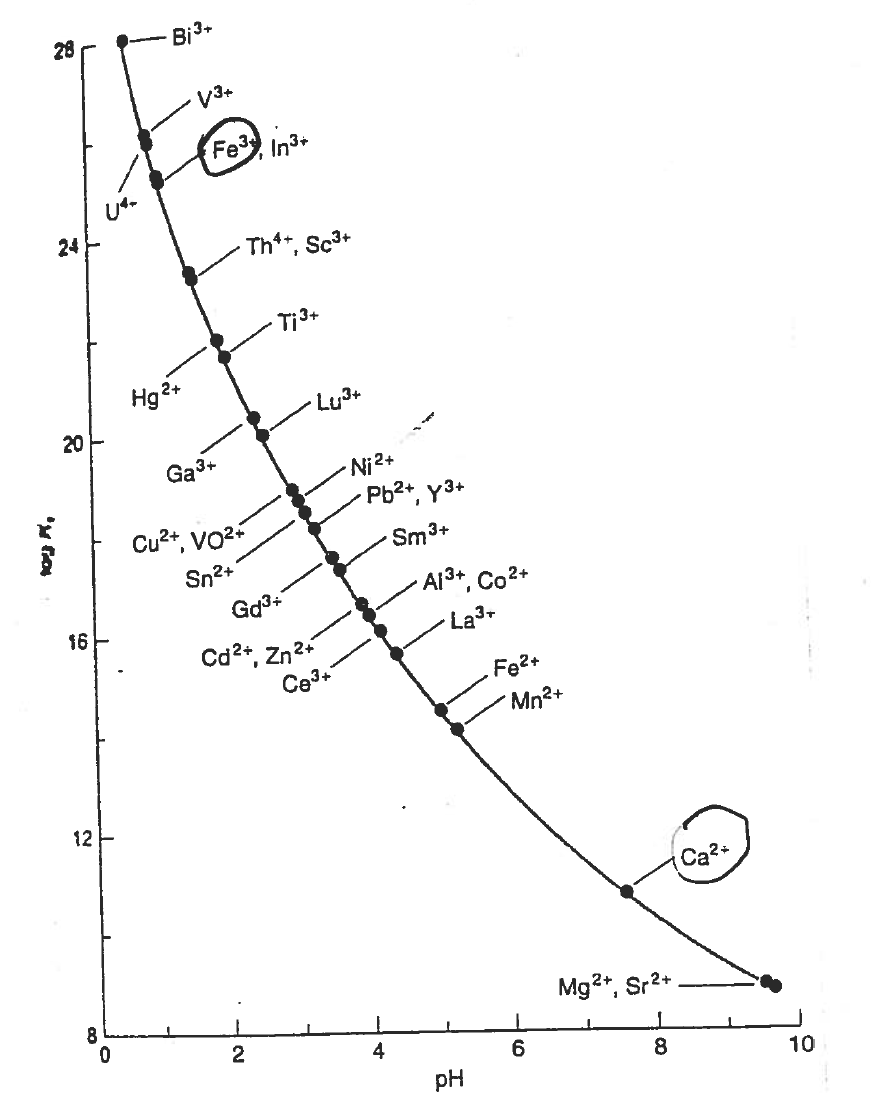 28
Bi³⁺
V³⁺
Fe³⁺, In³⁺
U⁴⁺
24
Th⁴⁺, Sc³⁺
Ti³⁺
Hg²⁺
Lu³⁺
20
Ga³⁺
Ni²⁺
Pb²⁺, Y³⁺
Cu²⁺, VO²⁺
Sm³⁺
Sn²⁺
Al³⁺, Co²⁺
Gd³⁺
La³⁺
16
Cd²⁺, Zn²⁺
Fe²⁺
Ce³⁺
Mn²⁺
12
Ca²⁺
Mg²⁺, Sr²⁺
8
0 2 4 6 8 10
pH